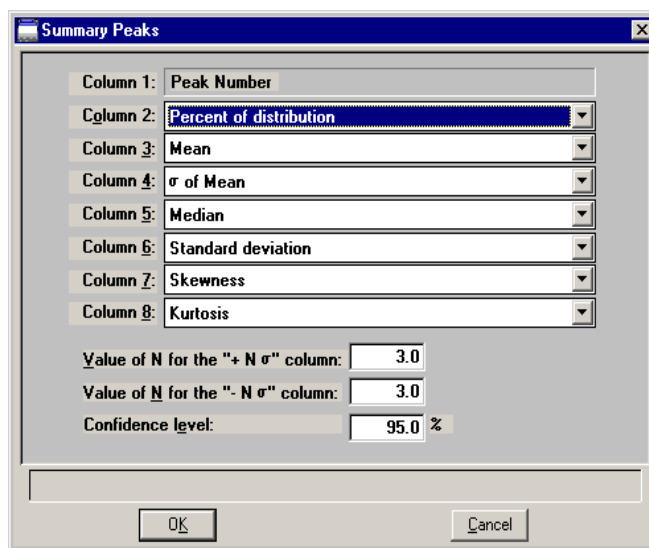 Summary Peaks
Column 1: Peak Number
Column 2: Percent of distribution
Column 3: Mean
Column 4: σ of Mean
Column 5: Median
Column 6: Standard deviation
Column 7: Skewness
Column 8: Kurtosis
Value of N for the "+ N σ" column: 3.0
Value of N for the "- N σ" column: 3.0
Confidence level: 95.0 %
OK Cancel